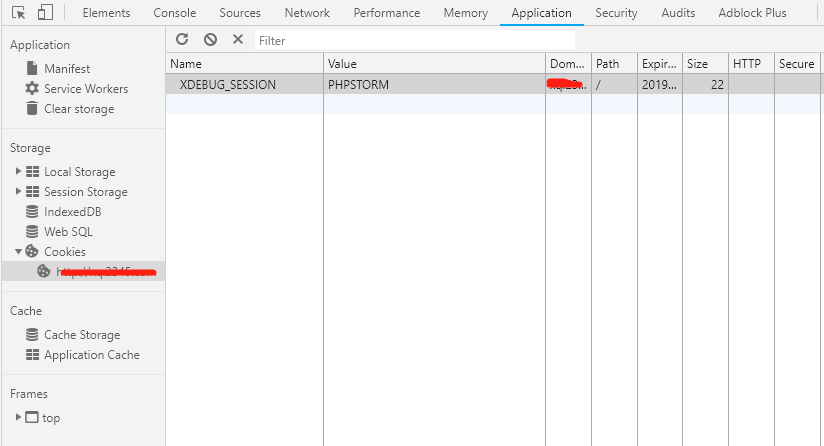 Elements Console Sources Network Performance Memory Application Security Audits Adblock Plus
Application
Manifest
Service Workers
Clear storage
Storage
Local Storage
Session Storage
IndexedDB
Web SQL
Cookies
Cache
Cache Storage
Application Cache
Frames
top
Filter
Name Value Dom... Path Expir... Size HTTP Secure
XDEBUG_SESSION PHPSTORM / 2019... 22